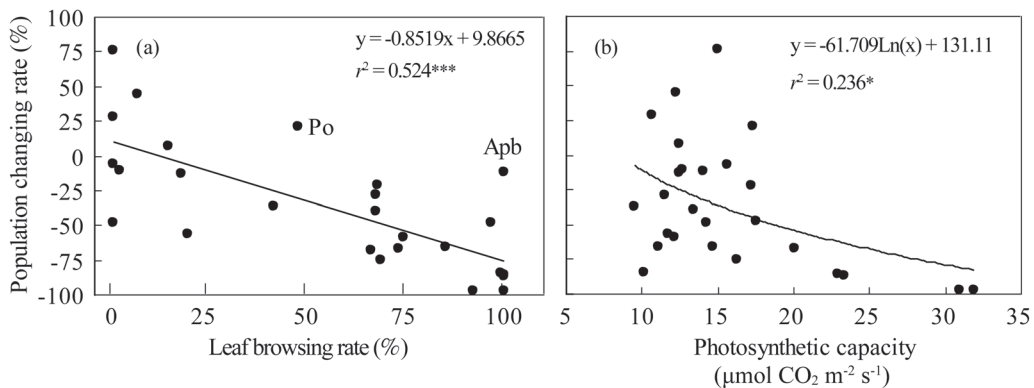 Population changing rate (%)
100
75
50
25
0
-25
-50
-75
-100
(a)
y = -0.8519x + 9.8665
r² = 0.524***
Po
Apb
0 25 50 75 100
Leaf browsing rate (%)
(b)
y = -61.709Ln(x) + 131.11
r² = 0.236*
5 10 15 20 25 30 35
Photosynthetic capacity
(μmol CO₂ m⁻² s⁻¹)